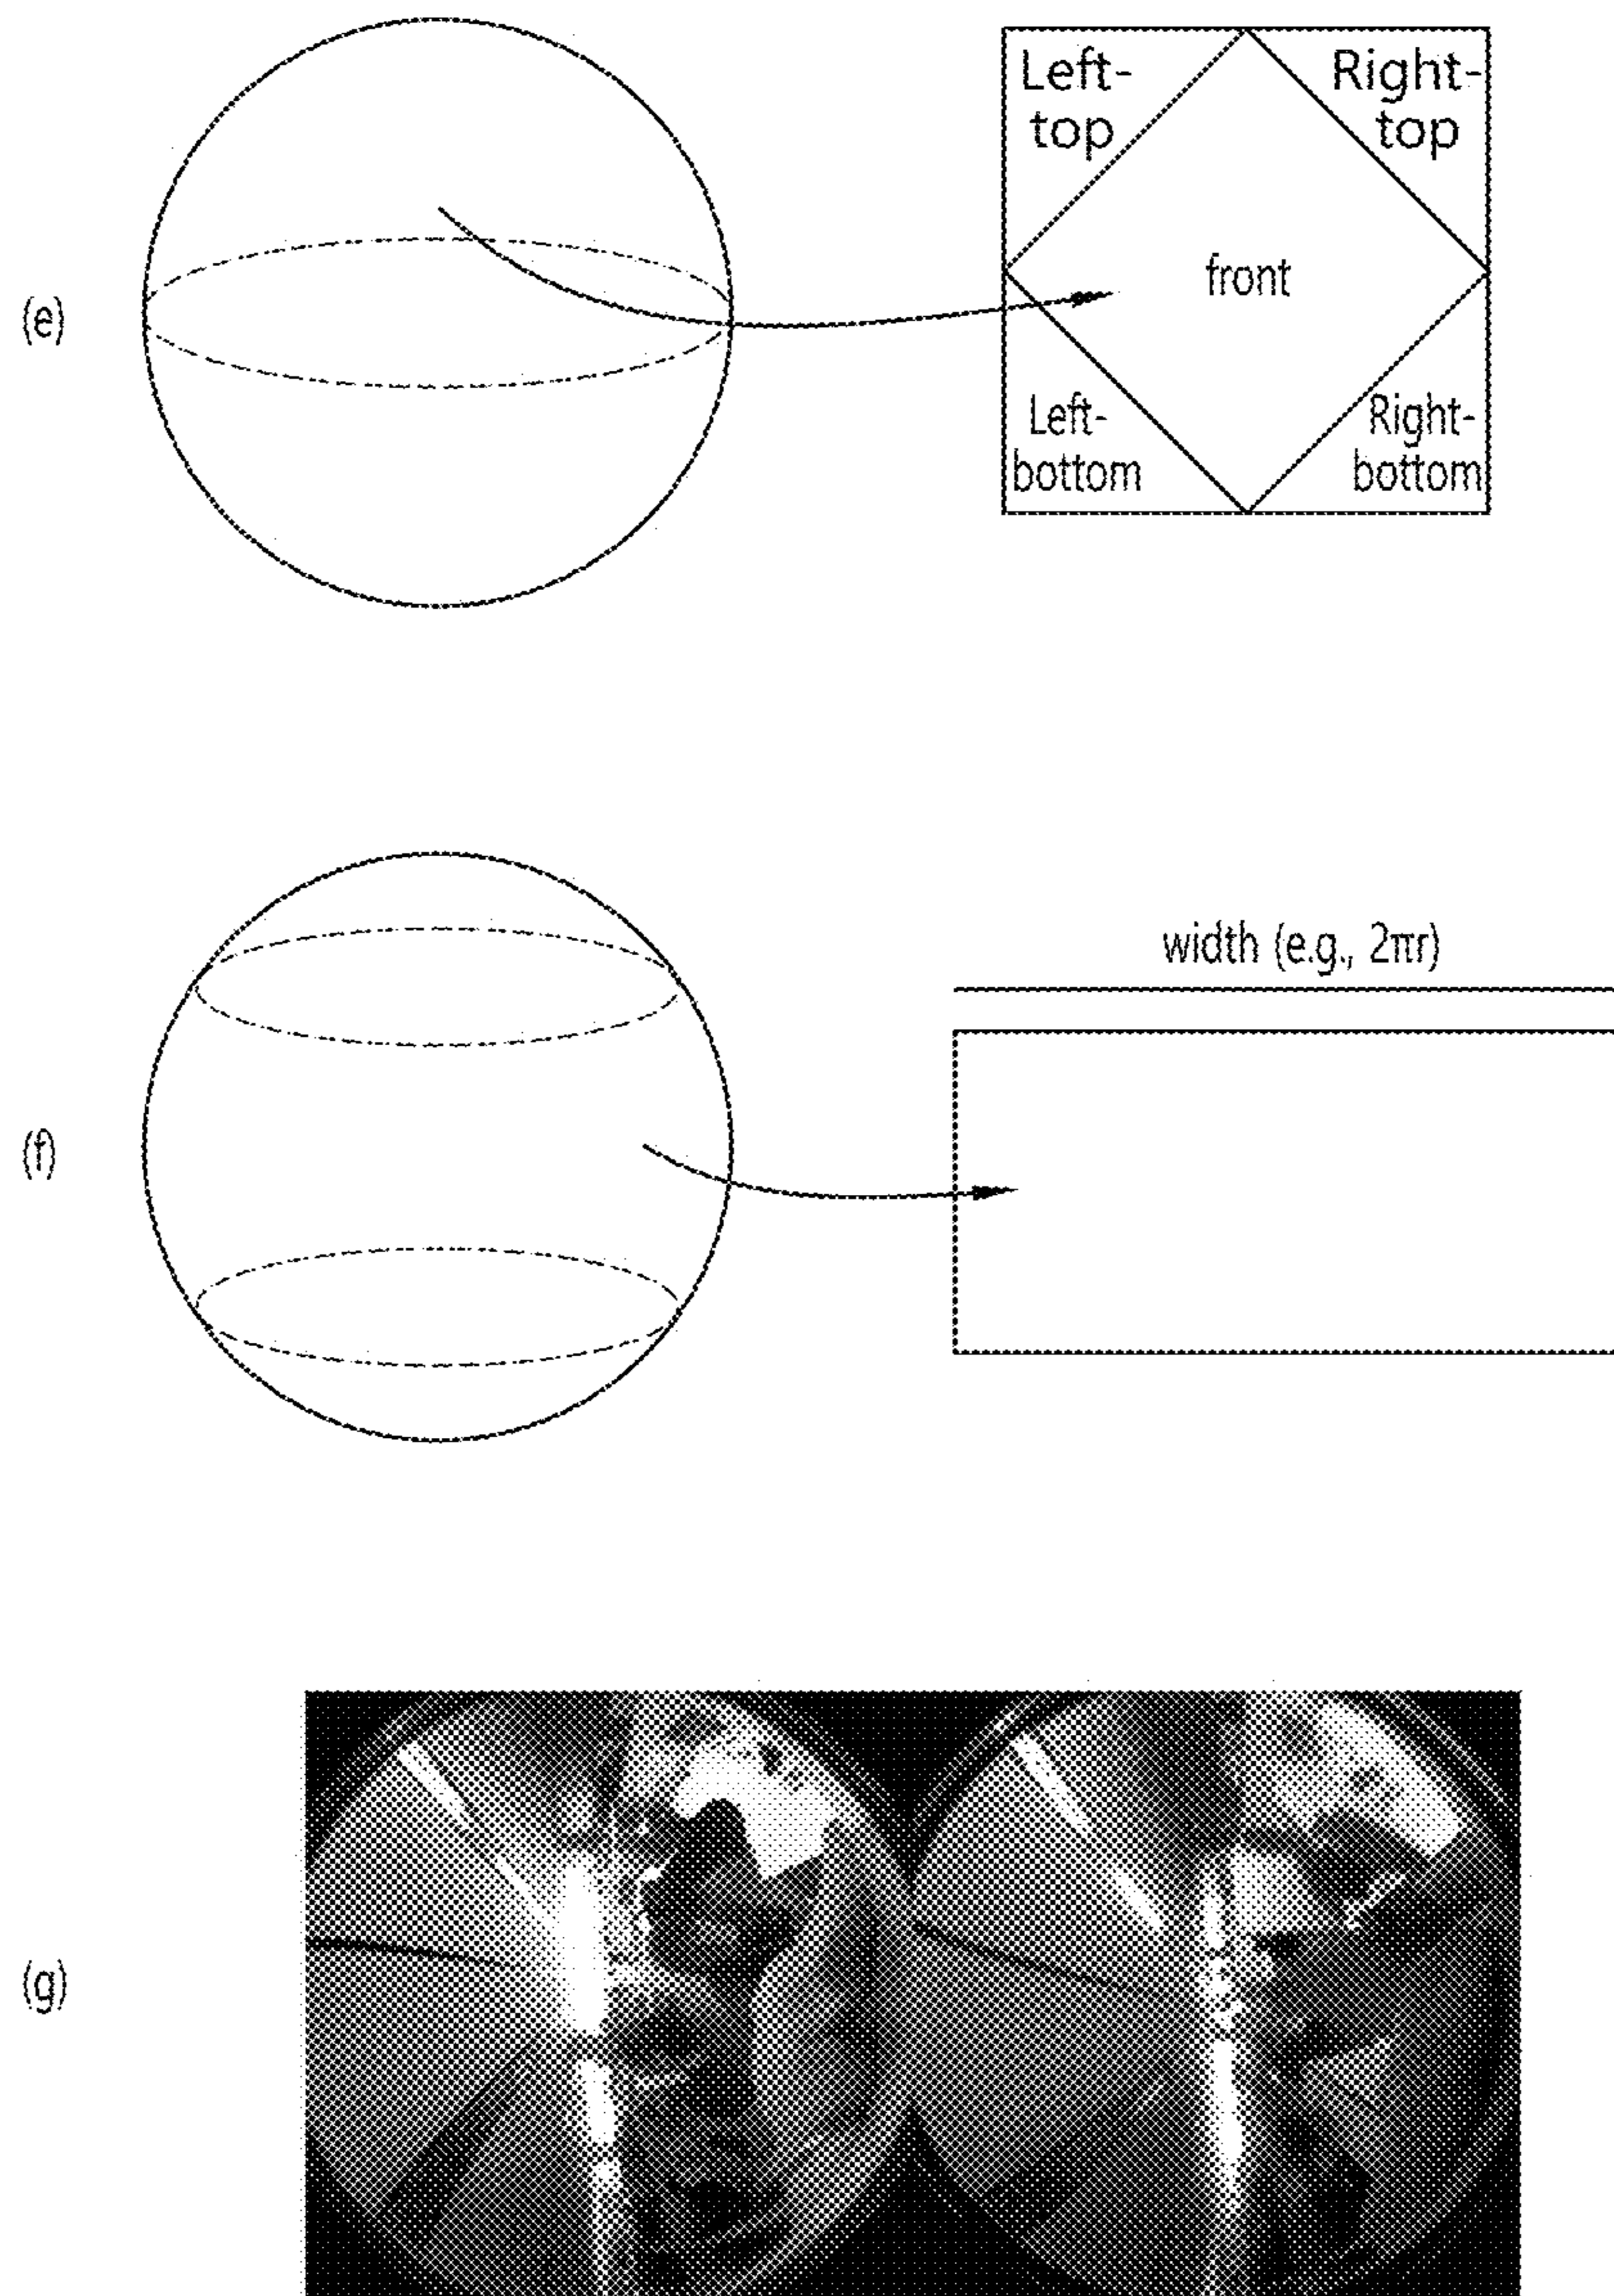 Left-
top
Right-
top
(e)
front
Left-
bottom
Right-
bottom
width (e.g., 2πr)
(f)
(g)